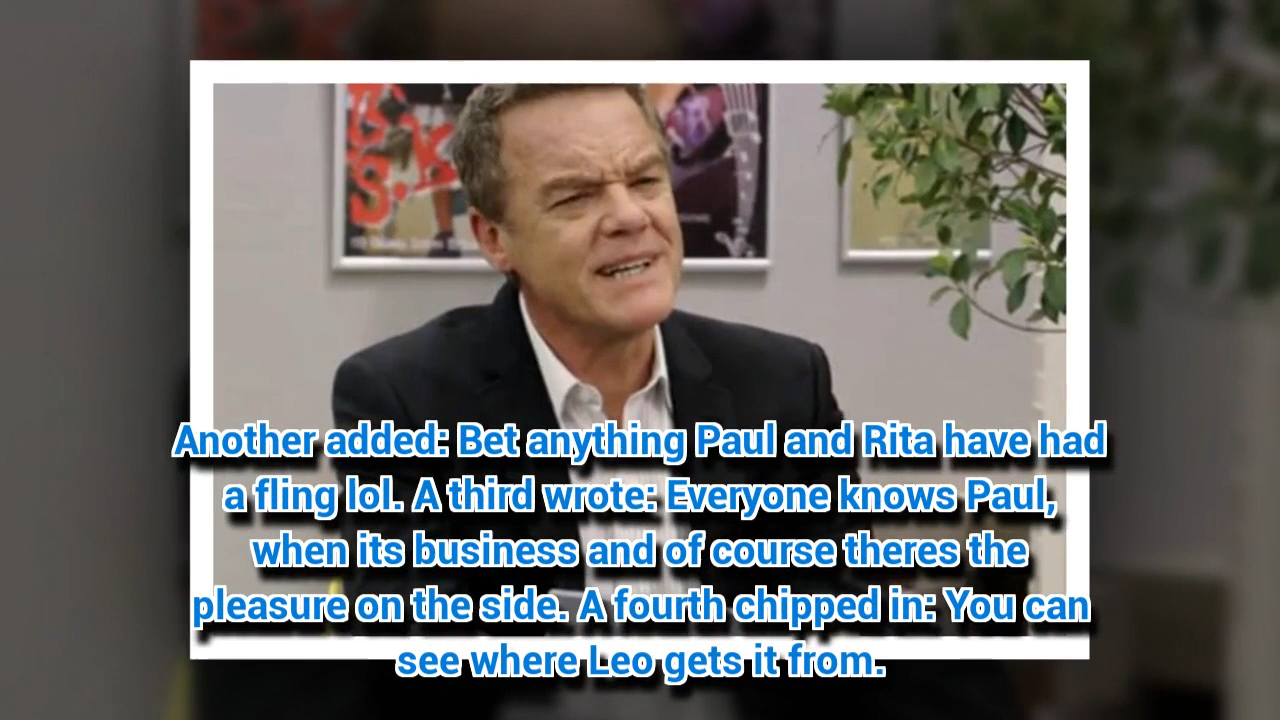 S.K
Another added: Bet anything Paul and Rita have had
a fling lol. A third wrote: Everyone knows Paul,
when its business and of course theres the
pleasure on the side. A fourth chipped in: You can
see where Leo gets it from.